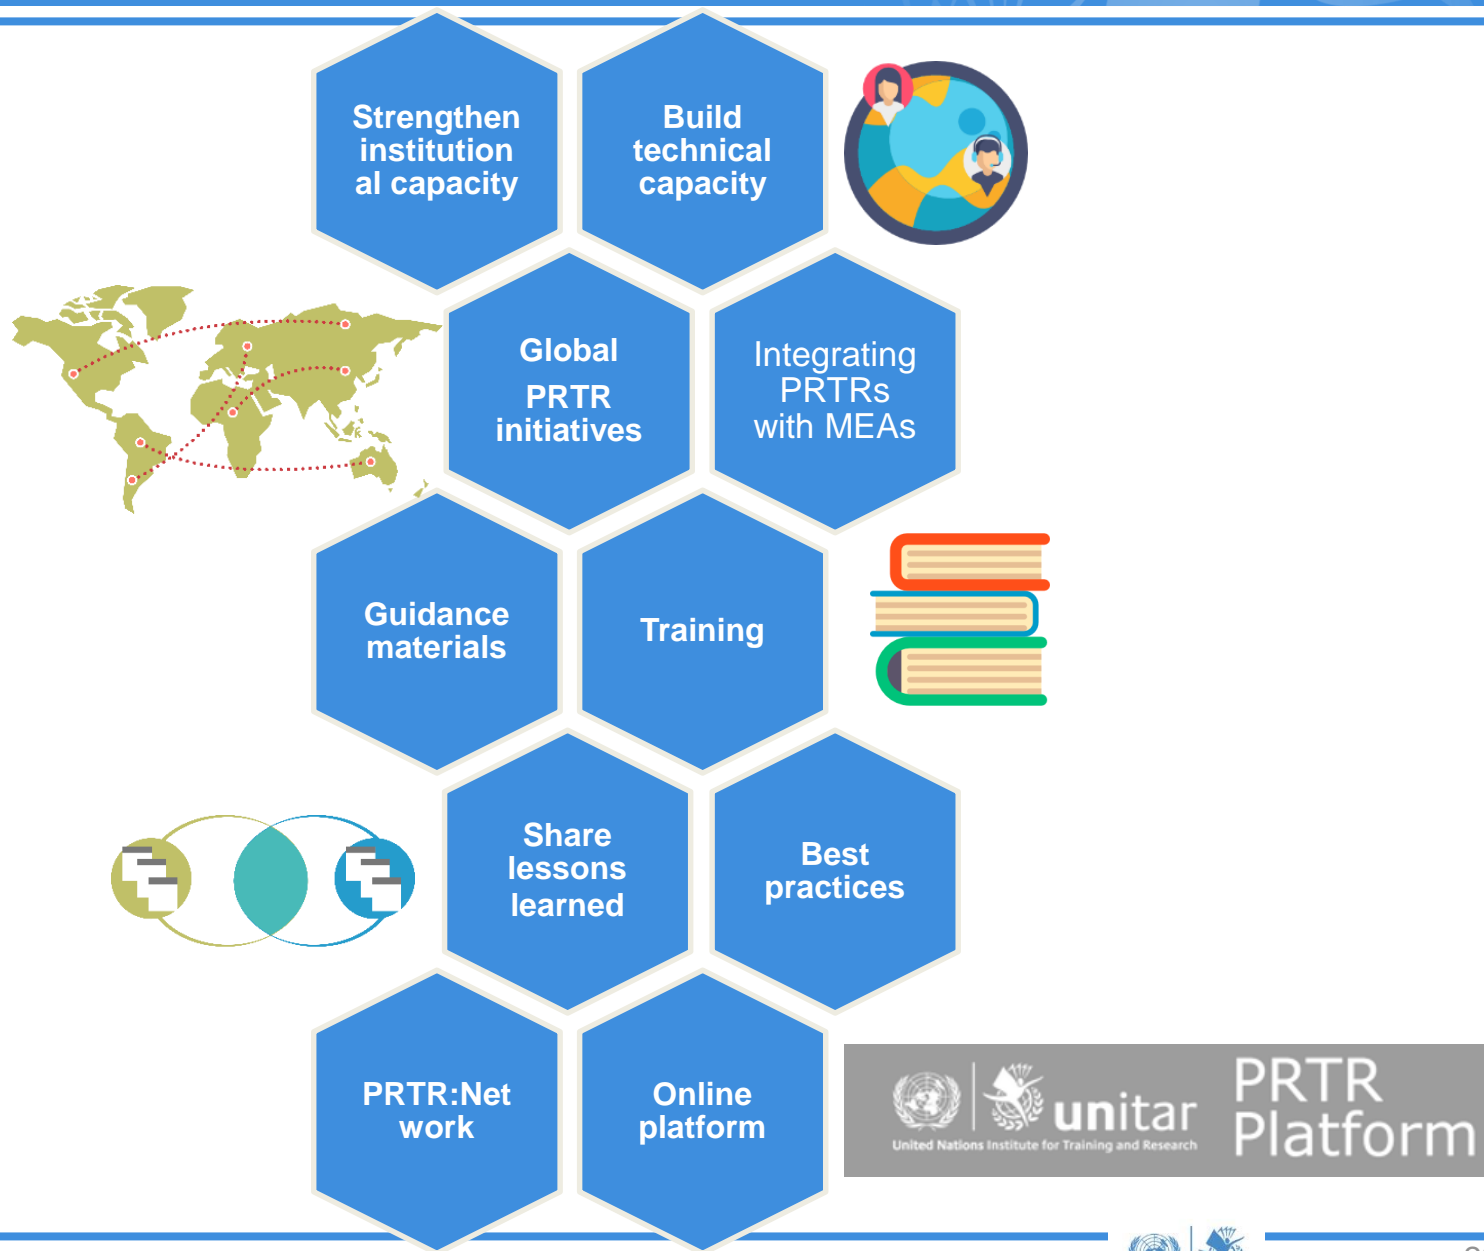 Strengthen
institution
al capacity
Build
technical
capacity
Global
PRTR
initiatives
Integrating
PRTRs
with MEAs
Guidance
materials
Training
Share
lessons
learned
Best
practices
PRTR:Net
work
Online
platform
unitar
United Nations Institute for Training and Research
PRTR
Platform